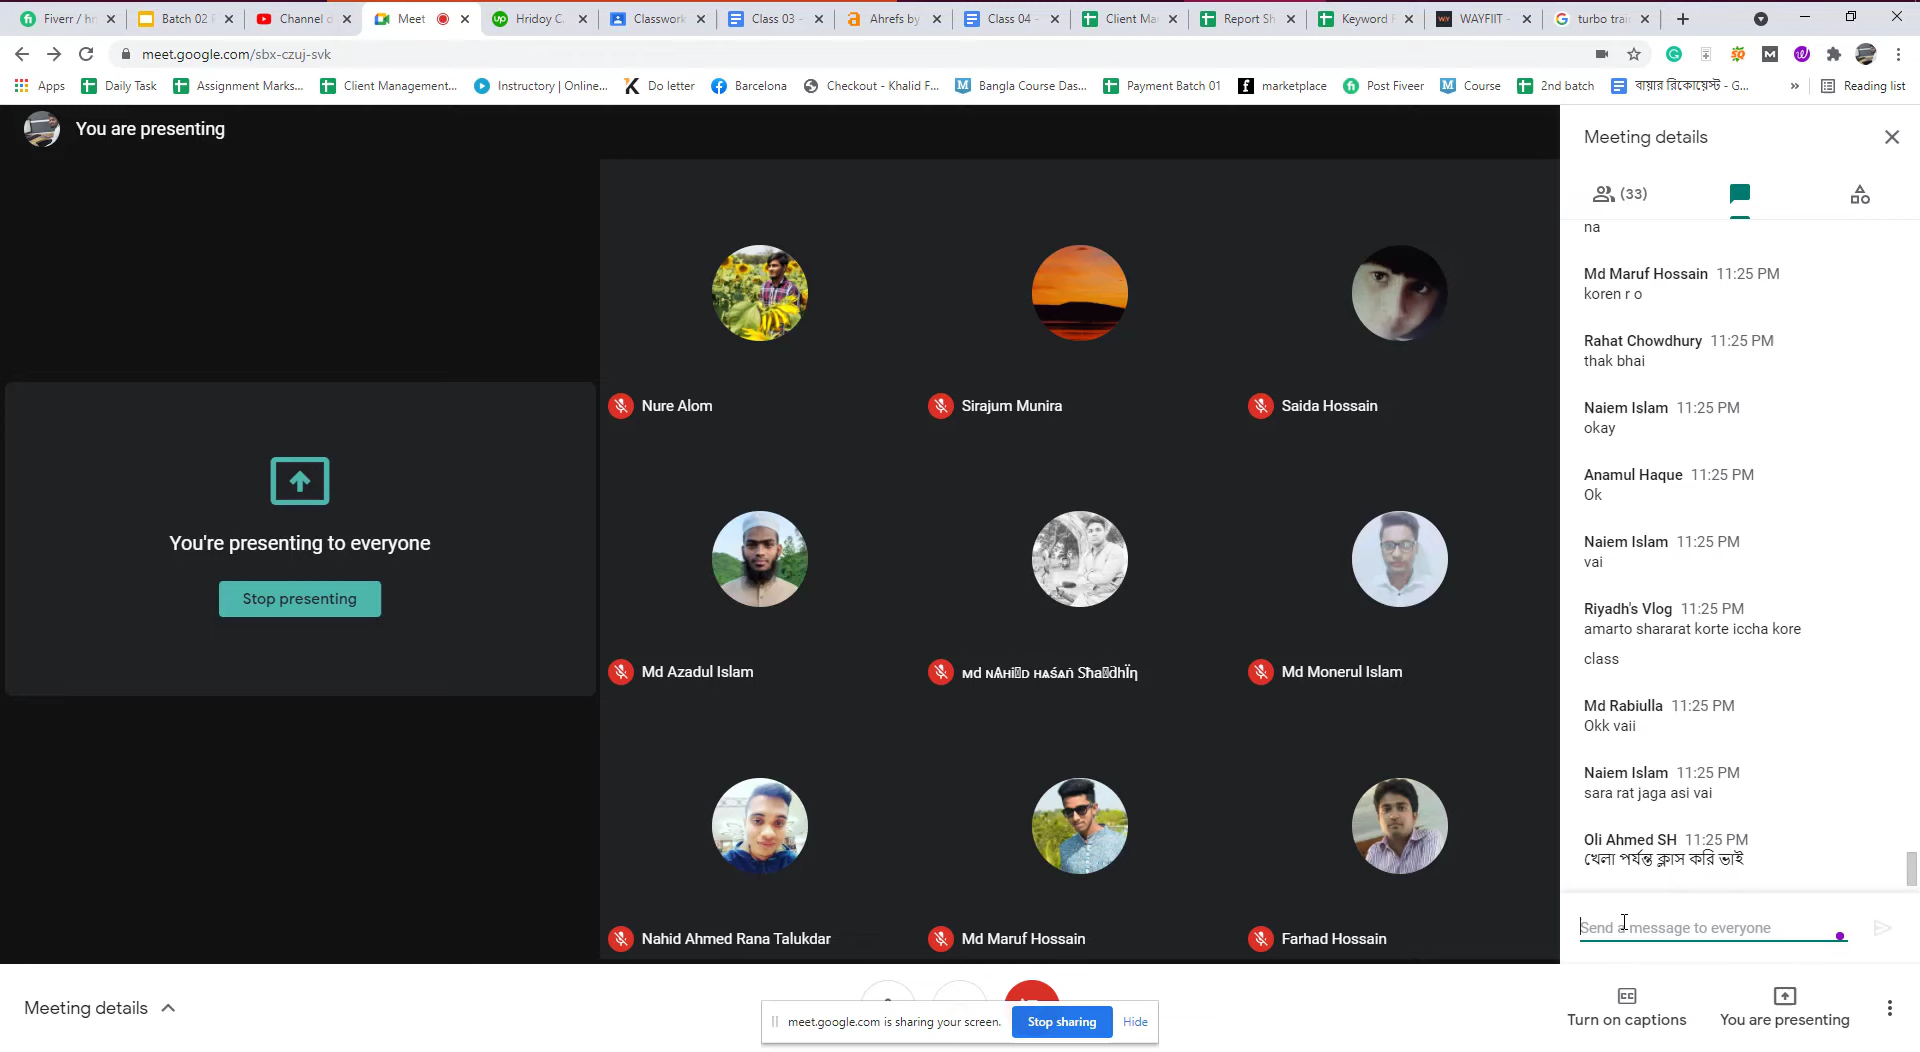 Fiverr / hr
Batch 02
Channel d
Meet
Hridoy C
Classwork
Class 03 -
Ahrefs by
Class 04 -
Client Ma
Report Sh
Keyword
WAYFIIT -
turbo trai
meet.google.com/sbx-czuj-svk
Apps
Daily Task
Assignment Marks...
Client Management...
Instructory | Online...
Do letter
Barcelona
Checkout - Khalid F...
Bangla Course Das...
Payment Batch 01
marketplace
Post Fiveer
Course
2nd batch
বায়ার রিকোয়েস্ট - G...
Reading list
You are presenting
You're presenting to everyone
Stop presenting
Nure Alom
Sirajum Munira
Saida Hossain
Md Azadul Islam
Md Monerul Islam
Nahid Ahmed Rana Talukdar
Md Maruf Hossain
Farhad Hossain
Meeting details
(33)
na
Md Maruf Hossain 11:25 PM
koren r o
Rahat Chowdhury 11:25 PM
thak bhai
Naiem Islam 11:25 PM
okay
Anamul Haque 11:25 PM
Ok
Naiem Islam 11:25 PM
vai
Riyadh's Vlog 11:25 PM
amarto shararat korte iccha kore
class
Md Rabiulla 11:25 PM
Okk vaii
Naiem Islam 11:25 PM
sara rat jaga asi vai
Oli Ahmed SH 11:25 PM
খেলা পর্যন্ত ক্লাস করি ভাই
Send a message to everyone
Meeting details
meet.google.com is sharing your screen.
Stop sharing
Hide
Turn on captions
You are presenting